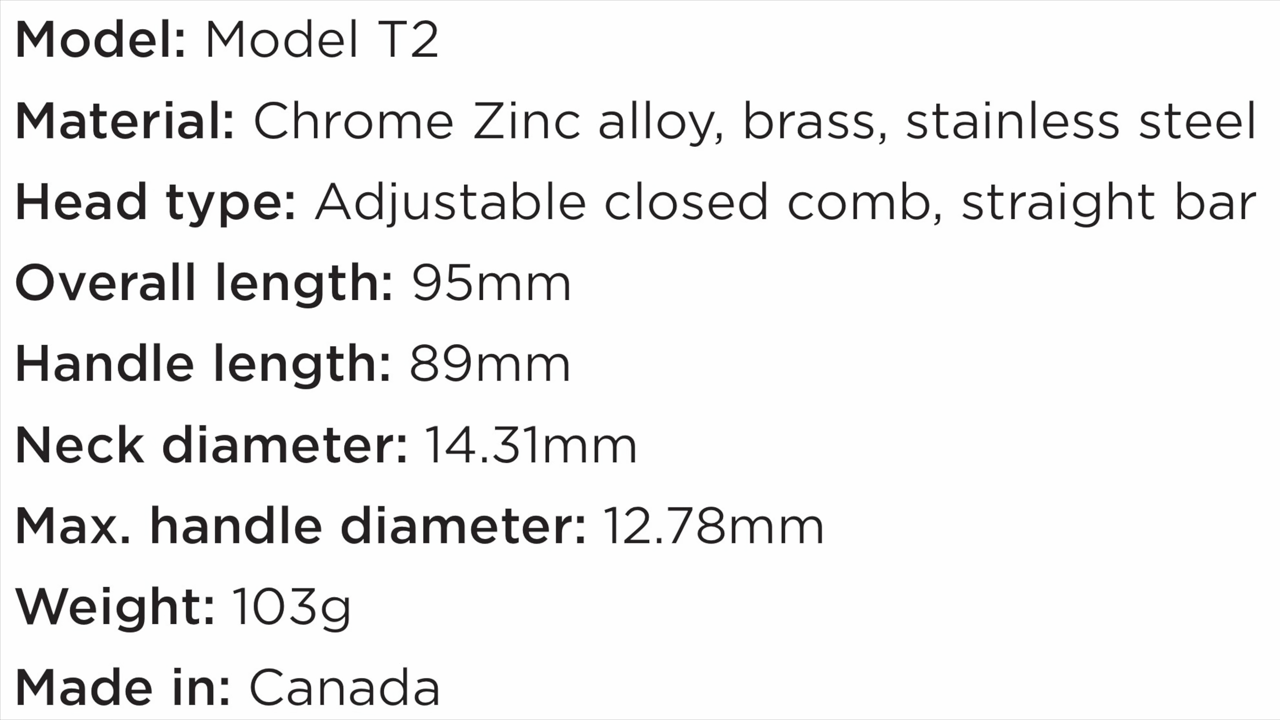 Model: Model T2
Material: Chrome Zinc alloy, brass, stainless steel
Head type: Adjustable closed comb, straight bar
Overall length: 95mm
Handle length: 89mm
Neck diameter: 14.31mm
Max. handle diameter: 12.78mm
Weight: 103g
Made in: Canada